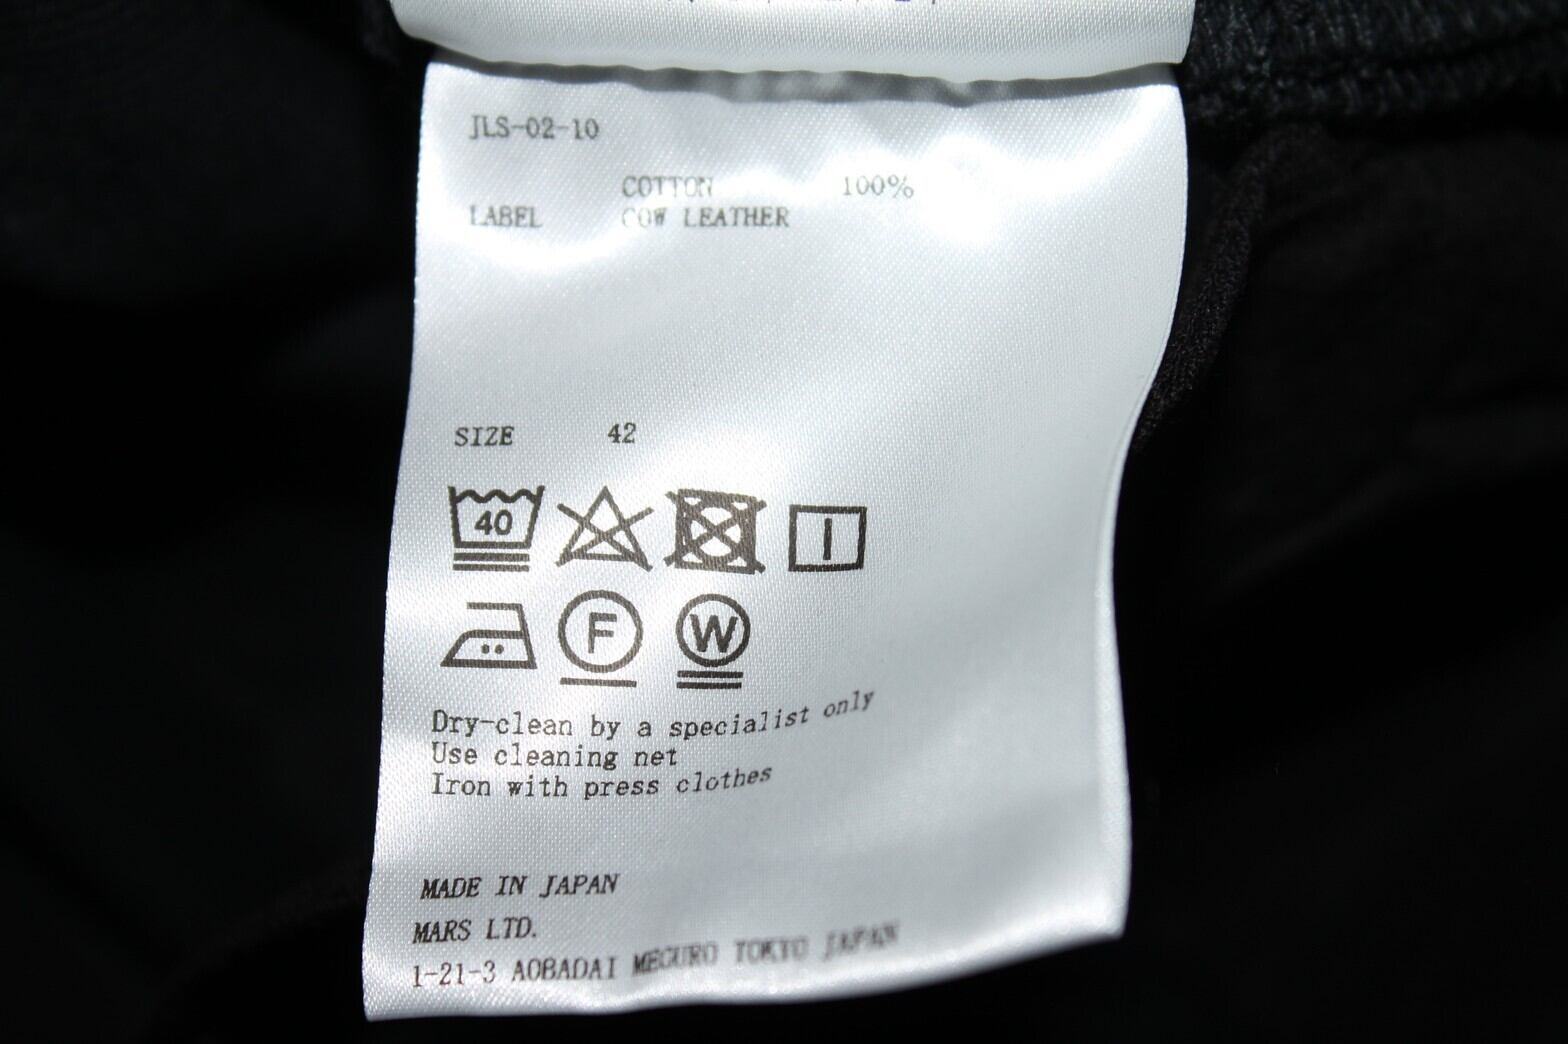 JLS-02-10
COTTON 100%
LABEL COW LEATHER
SIZE 42
40
F W
Dry-clean by a specialist only
Use cleaning net
Iron with press clothes
MADE IN JAPAN
MARS LTD.
1-21-3 AOBADAI MEGURO TOKYO JAPAN